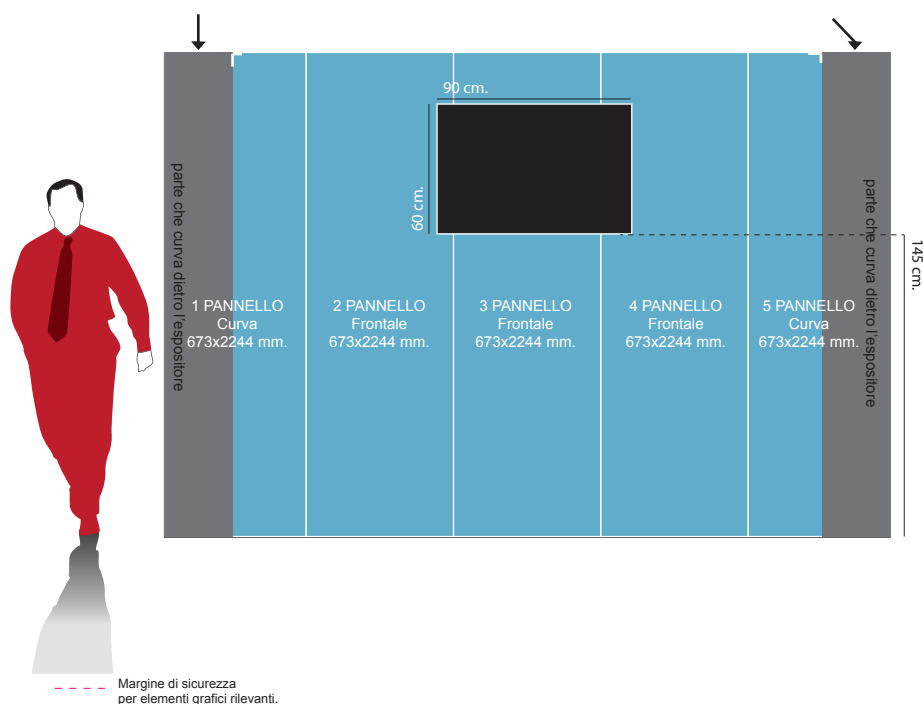 90 cm.
60 cm.
145 cm.
parte che curva dietro l'espositore
1 PANNELLO
Curva
673x2244 mm.
2 PANNELLO
Frontale
673x2244 mm.
3 PANNELLO
Frontale
673x2244 mm.
4 PANNELLO
Frontale
673x2244 mm.
5 PANNELLO
Curva
673x2244 mm.
parte che curva dietro l'espositore
Margine di sicurezza
per elementi grafici rilevanti.